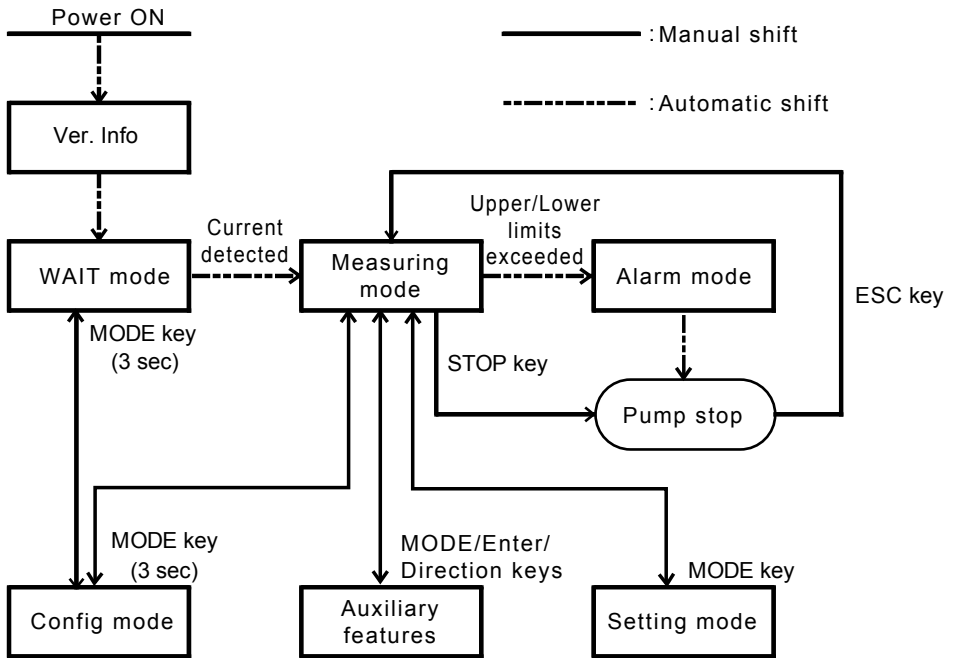 Power ON
: Manual shift
: Automatic shift
Ver. Info
WAIT mode
Current
detected
Measuring
mode
Upper/Lower
limits
exceeded
Alarm mode
ESC key
MODE key
(3 sec)
STOP key
Pump stop
MODE key
(3 sec)
MODE/Enter/
Direction keys
MODE key
Config mode
Auxiliary
features
Setting mode